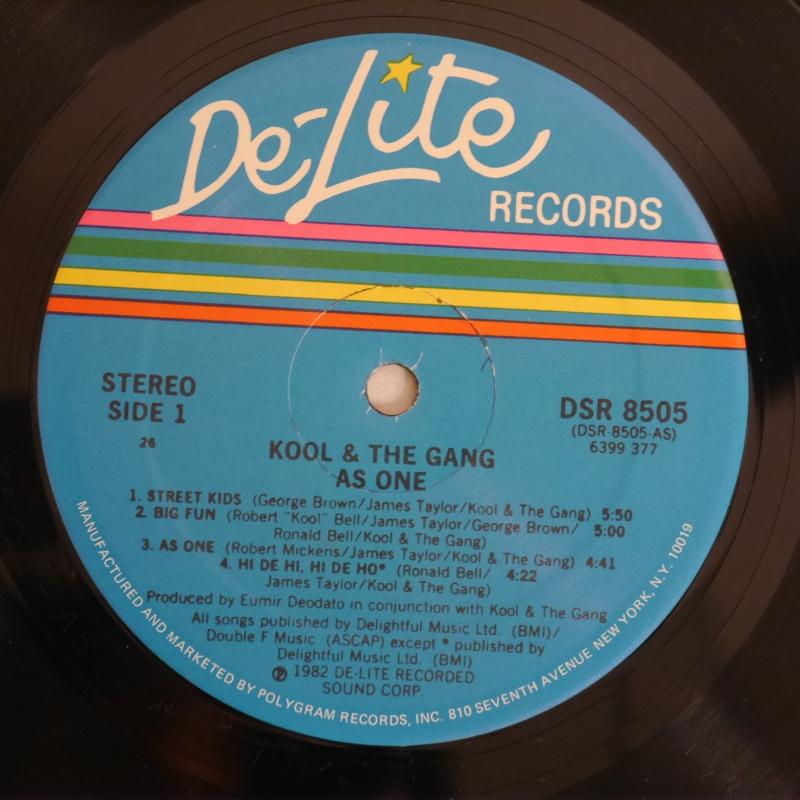 De-Lite
RECORDS
STEREO
SIDE 1
26
DSR 8505
(DSR-8505-AS)
6399 377
KOOL & THE GANG
AS ONE
1. STREET KIDS (George Brown/James Taylor/Kool & The Gang) 5:50
2. BIG FUN (Robert "Kool" Bell/James Taylor/George Brown/ 5:00
Ronald Bell/Kool & The Gang)
3. AS ONE (Robert Mickens/James Taylor/Kool & The Gang) 4:41
4. HI DE HI, HI DE HO* (Ronald Bell/ 4:22
James Taylor/Kool & The Gang)
Produced by Eumir Deodato in conjunction with Kool & The Gang
All songs published by Delightful Music Ltd. (BMI)/
Double F Music (ASCAP) except * published by
Delightful Music Ltd. (BMI)
℗ 1982 DE-LITE RECORDED
SOUND CORP.
MANUFACTURED AND MARKETED BY POLYGRAM RECORDS, INC. 810 SEVENTH AVENUE NEW YORK, N.Y. 10019